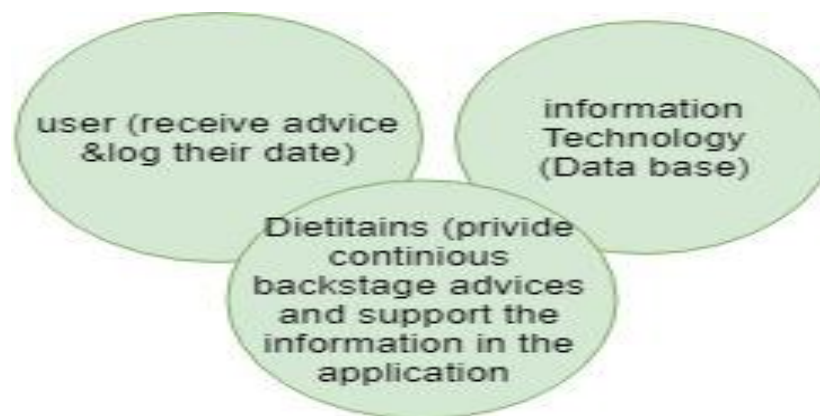 user (receive advice
&log their date)
information
Technology
(Data base)
Dietitains (privide
continious
backstage advices
and support the
information in the
application